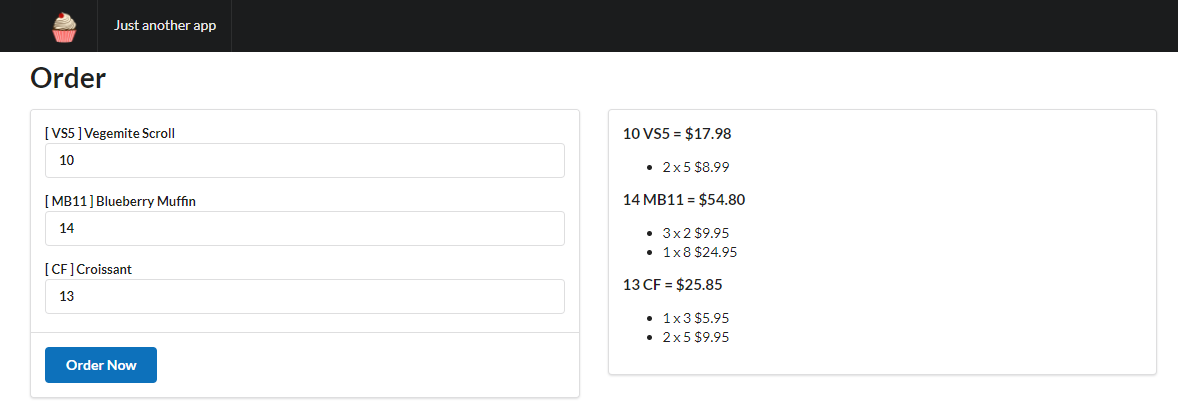 Just another app
Order
[ VS5 ] Vegemite Scroll
10
[ MB11 ] Blueberry Muffin
14
[ CF ] Croissant
13
Order Now
10 VS5 = $17.98
2 x 5 $8.99
14 MB11 = $54.80
3 x 2 $9.95
1 x 8 $24.95
13 CF = $25.85
1 x 3 $5.95
2 x 5 $9.95